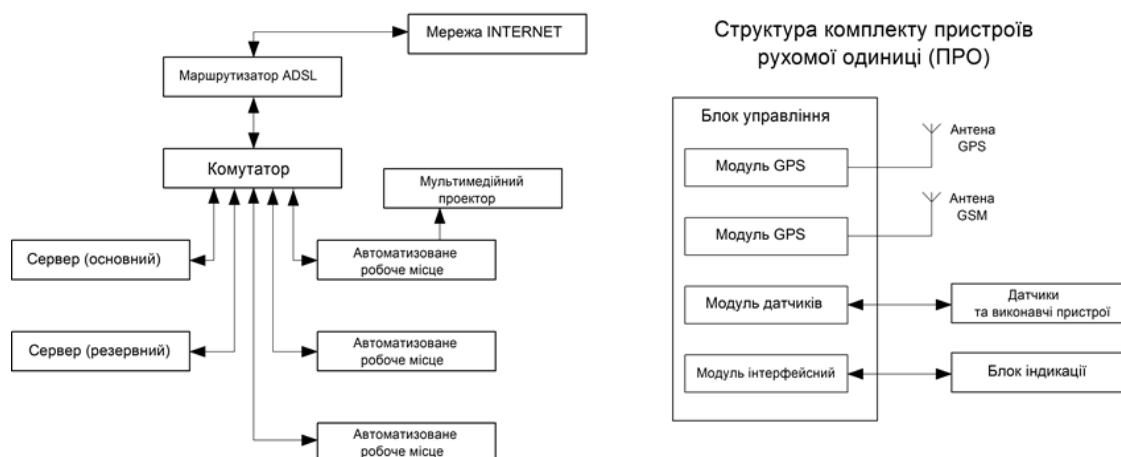 Мережа INTERNET
Маршрутизатор ADSL
Комутатор
Мультимедійний
проектор
Сервер (основний)
Автоматизоване
робоче місце
Сервер (резервний)
Автоматизоване
робоче місце
Автоматизоване
робоче місце
Структура комплекту пристроїв
рухомої одиниці (ПРО)
Блок управління
Модуль GPS
Антена
GPS
Модуль GPS
Антена
GSM
Модуль датчиків
Датчики
та виконавчі пристрої
Модуль інтерфейсний
Блок індикації